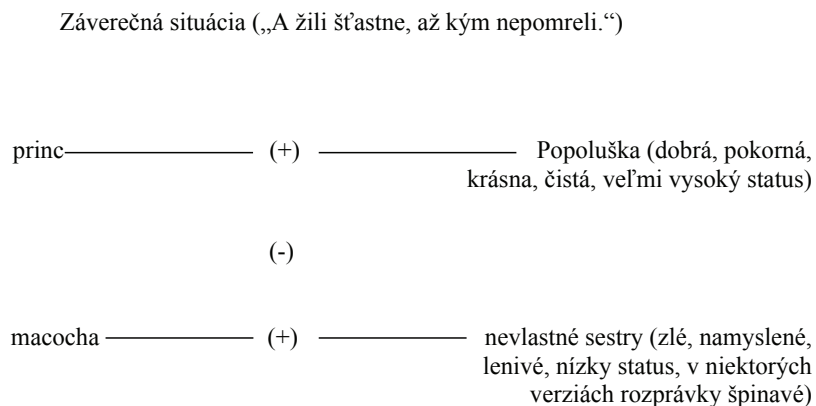 Záverečná situácia („A žili šťastne, až kým nepomreli.“)
princ (+) Popoluška (dobrá, pokorná,
krásna, čistá, veľmi vysoký status)
(-)
macocha (+) nevlastné sestry (zlé, namyslené,
lenivé, nízky status, v niektorých
verziách rozprávky špinavé)